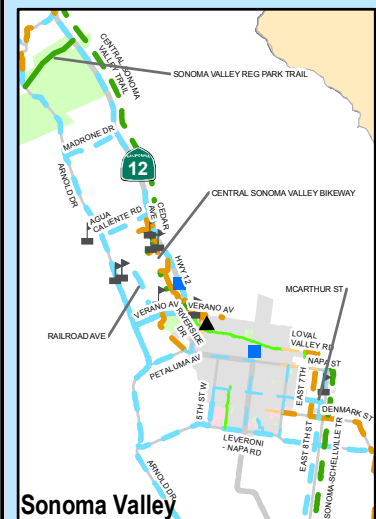 CENTRAL SONOMA
VALLEY TRAIL
SONOMA VALLEY REG PARK TRAIL
MADRONE DR
CALIFORNIA
12
ARNOLD DR
CEDAR
AVE
CENTRAL SONOMA VALLEY BIKEWAY
AGUA
CALIENTE RD
HWY 12
MCARTHUR ST
VERANO AV
VERANO AV
RIVERSIDE
DR
RAILROAD AVE
LOVAL
VALLEY RD
NAPA ST
PETALUMA AV
5TH ST W
EAST 7TH
DENMARK ST
EAST 8TH ST
SONOMA-SCHELLVILLE TR
LEVERONI
- NAPA RD
ARNOLD DR
Sonoma Valley